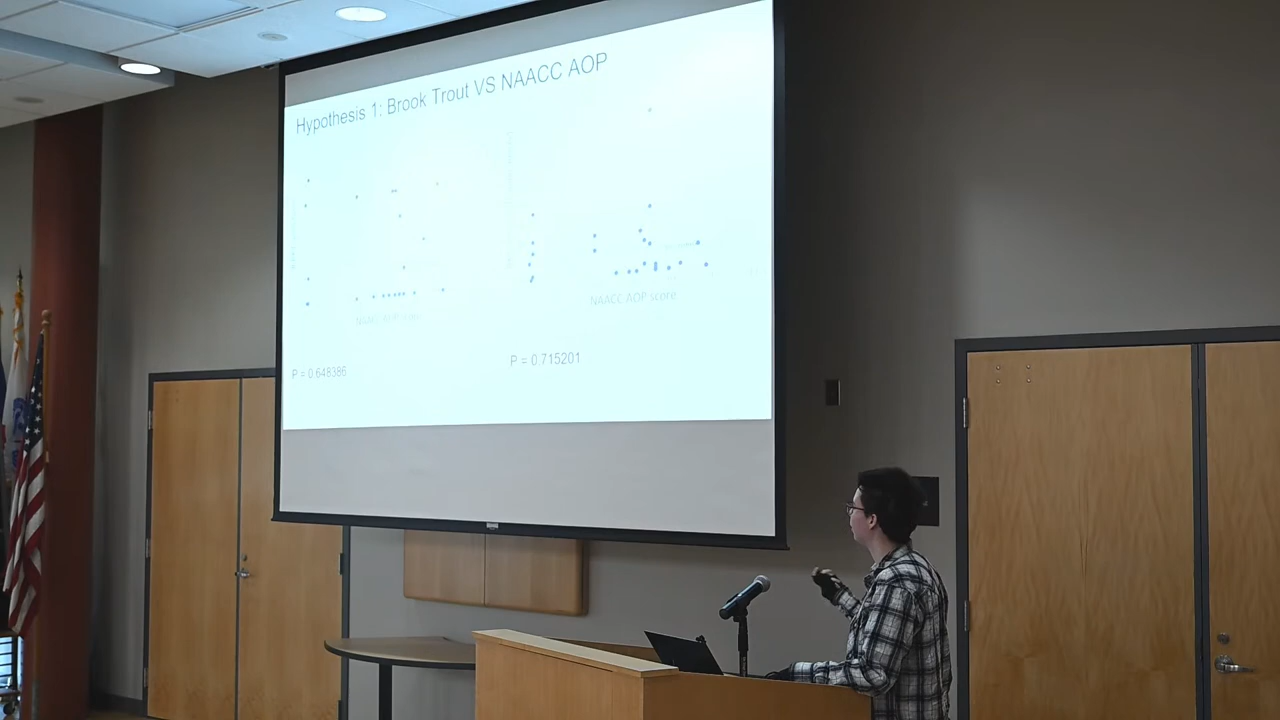 Hypothesis 1: Brook Trout VS NAACC AOP
NAACC AOP score
P = 0.648386
P = 0.715201